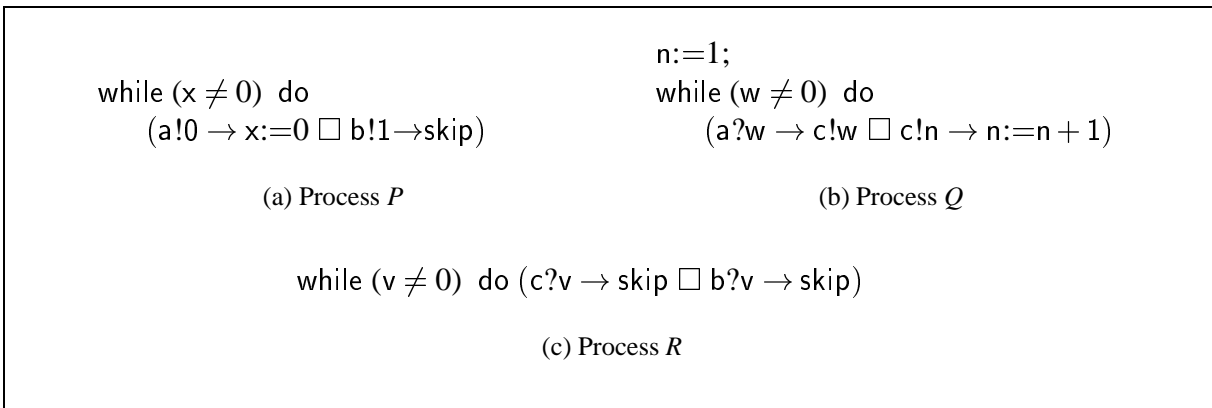 while (x ≠ 0) do
(a!0 → x:=0 □ b!1→skip)
(a) Process P
n:=1;
while (w ≠ 0) do
(a?w → c!w □ c!n → n:=n + 1)
(b) Process Q
while (v ≠ 0) do (c?v → skip □ b?v → skip)
(c) Process R